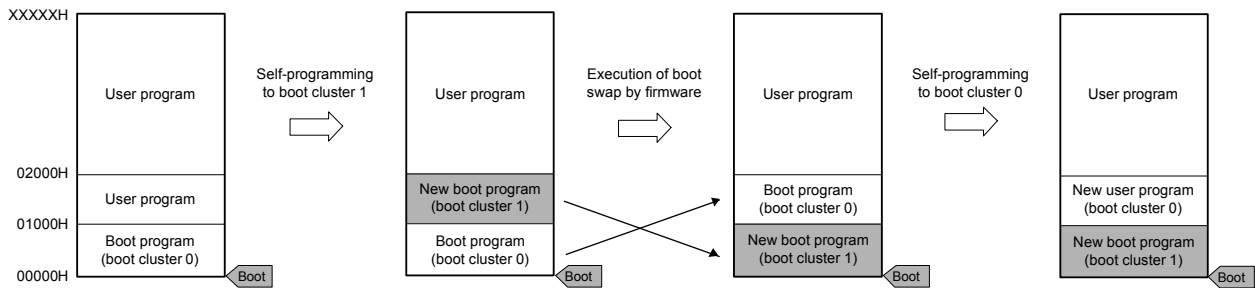 XXXXXH
User program
02000H
User program
01000H
Boot program
(boot cluster 0)
00000H
Boot
Self-programming
to boot cluster 1
User program
New boot program
(boot cluster 1)
Boot program
(boot cluster 0)
Boot
Execution of boot
swap by firmware
User program
Boot program
(boot cluster 0)
New boot program
(boot cluster 1)
Boot
Self-programming
to boot cluster 0
User program
New user program
(boot cluster 0)
New boot program
(boot cluster 1)
Boot